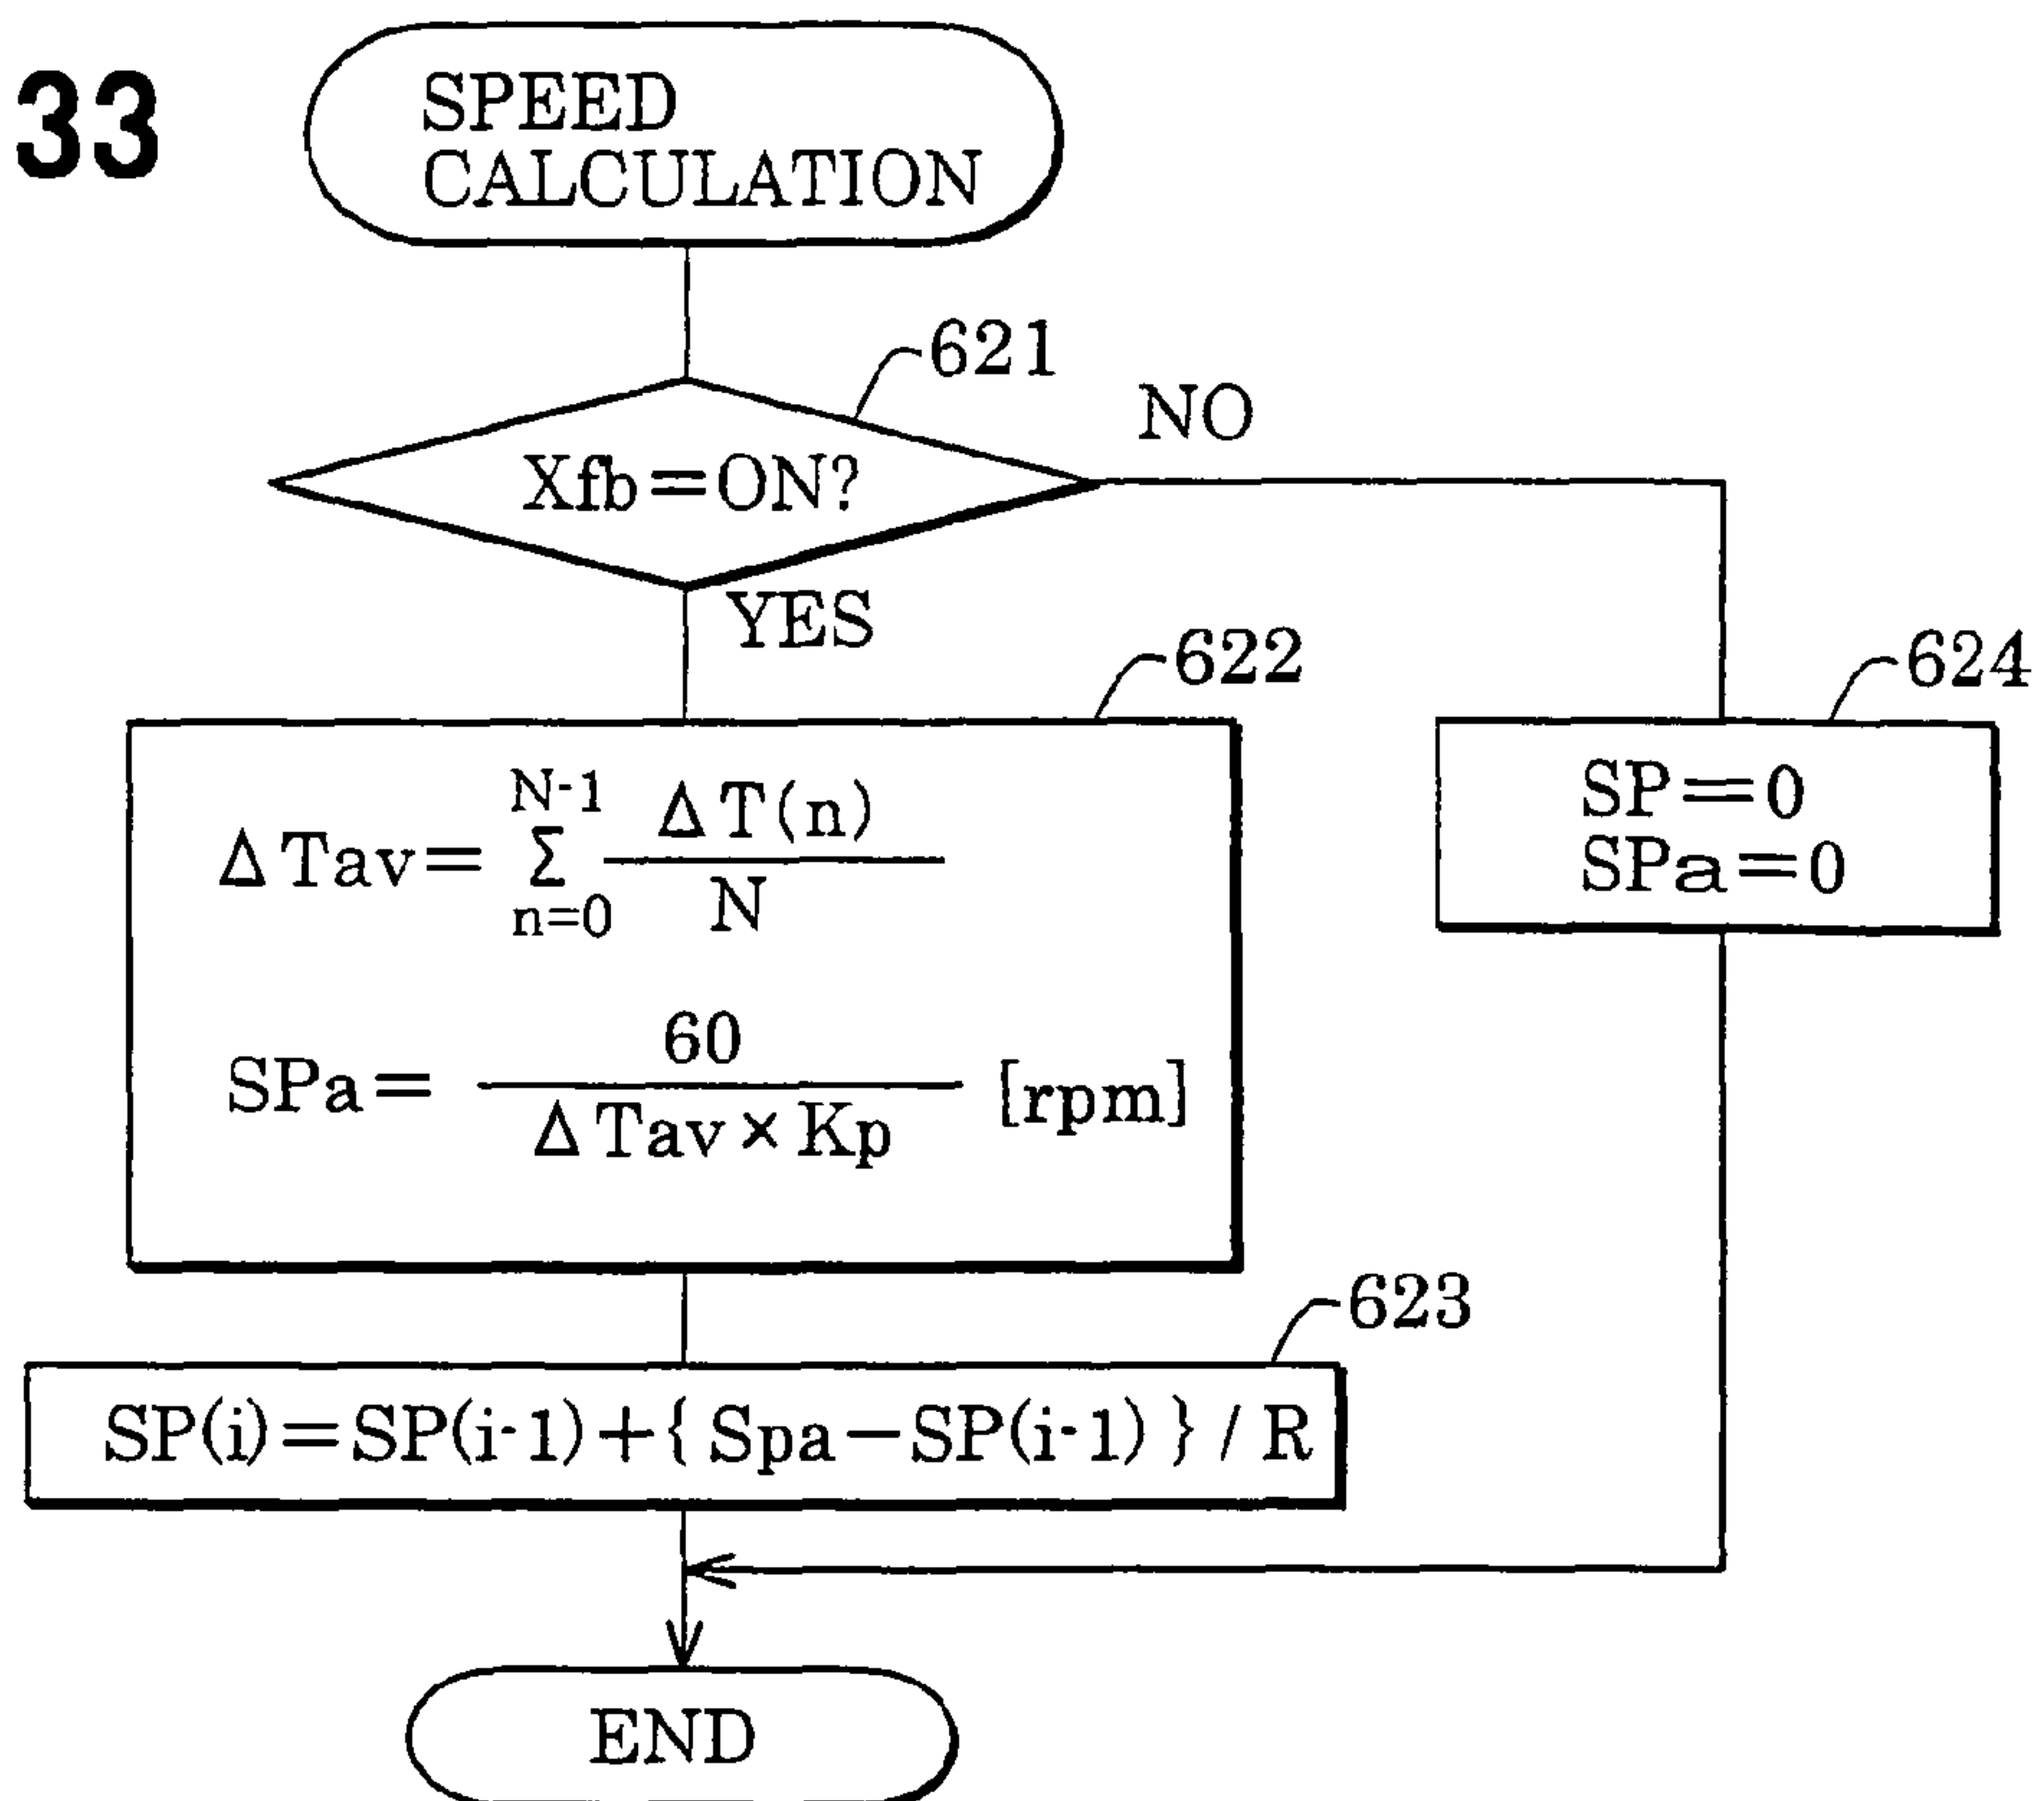 33
SPEED
CALCULATION
621
NO
Xfb=ON?
YES
622
624
N-1
ΔTav=Σ ΔT(n)/N
n=0
SPa= 60/ΔTav×Kp [rpm]
SP=0
SPa=0
623
SP(i)=SP(i-1)+{Spa-SP(i-1)}/R
END